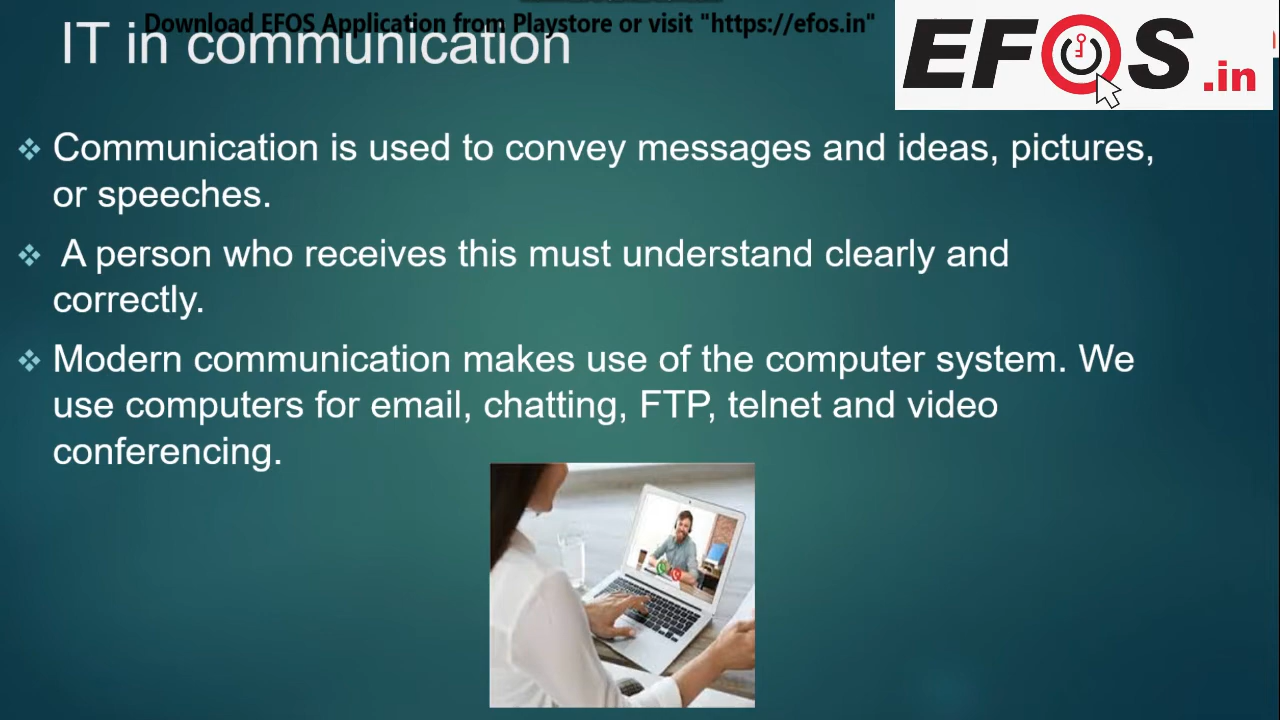 Download EFOS Application from Playstore or visit "https://efos.in"
IT in communication
EFOS.in
❖ Communication is used to convey messages and ideas, pictures,
or speeches.
❖ A person who receives this must understand clearly and
correctly.
❖ Modern communication makes use of the computer system. We
use computers for email, chatting, FTP, telnet and video
conferencing.